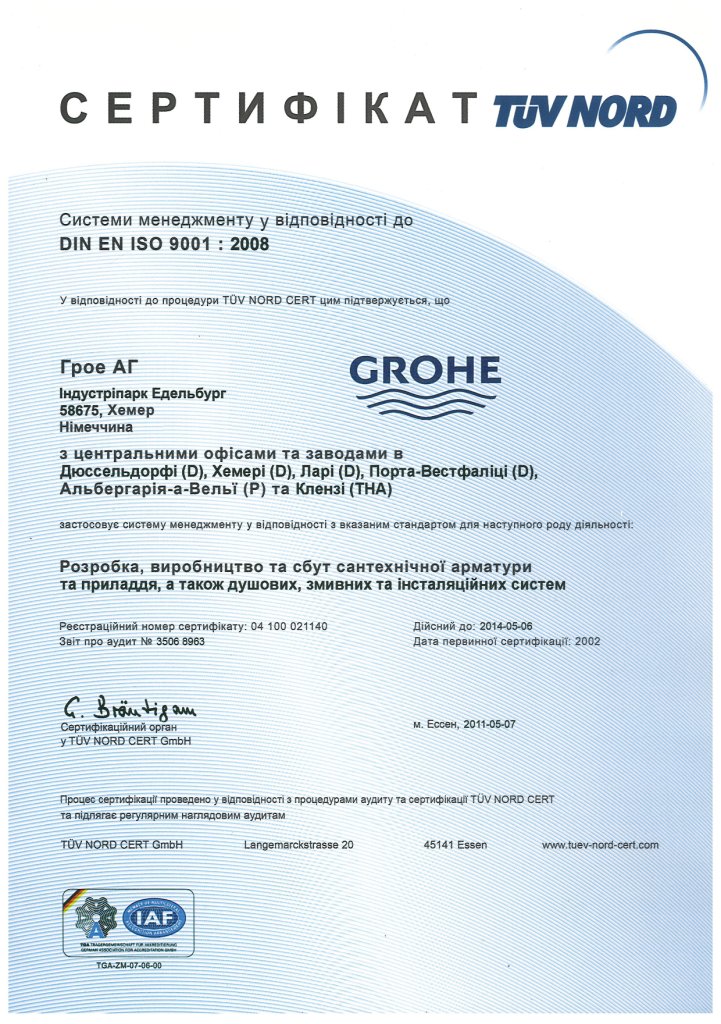 СЕРТИФІКАТ
TÜV NORD
Системи менеджменту у відповідності до
DIN EN ISO 9001 : 2008
У відповідності до процедури TÜV NORD CERT цим підтвержується, що
Грое АГ
GROHE
Індустріпарк Едельбург
58675, Хемер
Німеччина
з центральними офісами та заводами в
Дюссельдорфі (D), Хемері (D), Ларі (D), Порта-Вестфаліці (D),
Альбергарія-а-Вельї (P) та Клензі (THA)
застосовує систему менеджменту у відповідності з вказаним стандартом для наступного роду діяльності:
Розробка, виробництво та сбут сантехнічної арматури
та приладдя, а також душових, змивних та інсталяційних систем
Реєстраційний номер сертифікату: 04 100 021140
Дійсний до: 2014-05-06
Звіт про аудит № 3506 8963
Дата первинної сертифікації: 2002
G. Bräutigam
Сертифікаційний орган
у TÜV NORD CERT GmbH
м. Ессен, 2011-05-07
Процес сертифікації проведено у відповідності з процедурами аудиту та сертифікації TÜV NORD CERT
та підлягає регулярним наглядовим аудитам
TÜV NORD CERT GmbH Langemarckstrasse 20 45141 Essen www.tuev-nord-cert.com
IAF
TGA TRÄGERGEMEINSCHAFT FÜR AKKREDITIERUNG
GERMAN ASSOCIATION FOR ACCREDITATION GMBH
TGA-ZM-07-06-00